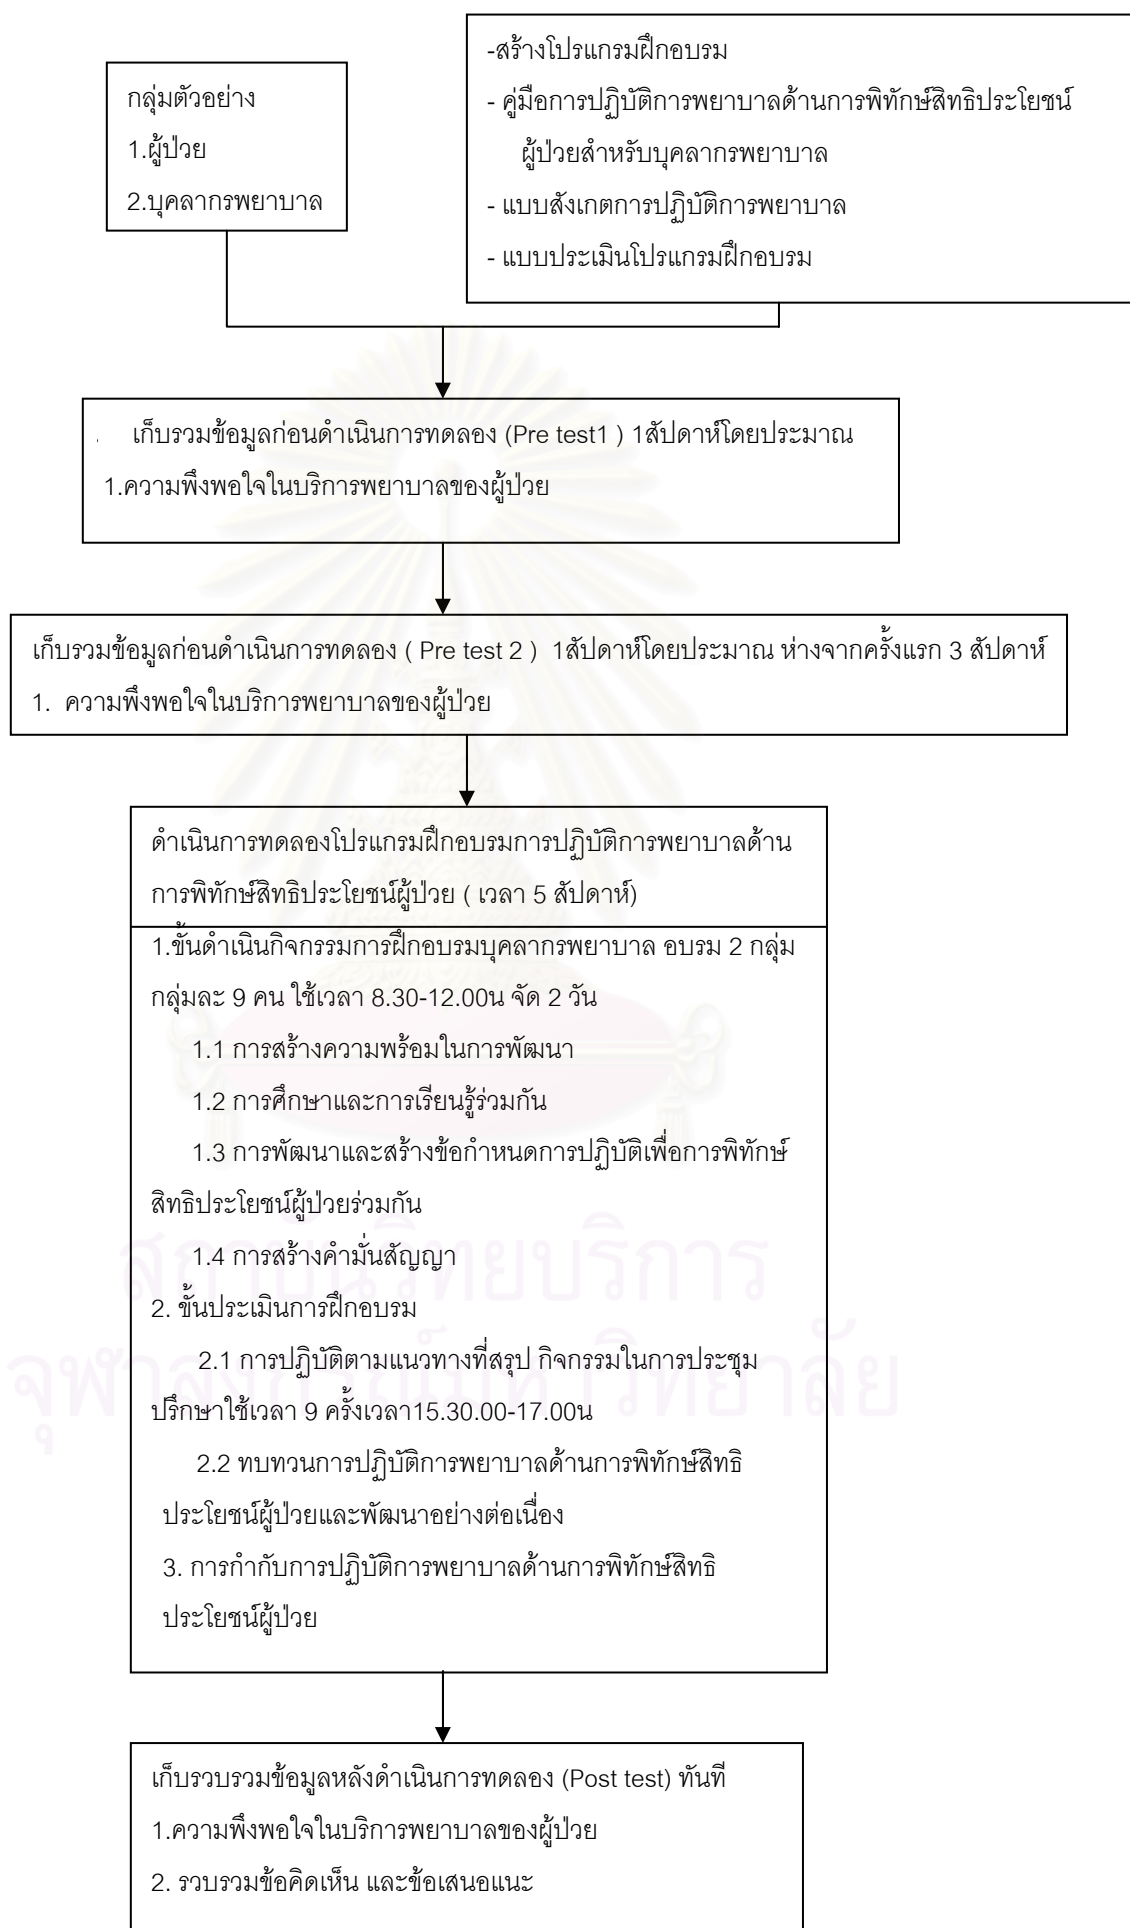 กลุ่มตัวอย่าง
1.ผู้ป่วย
2.บุคลากรพยาบาล
-สร้างโปรแกรมฝึกอบรม
- คู่มือการปฏิบัติการพยาบาลด้านการพิทักษ์สิทธิประโยชน์
ผู้ป่วยสำหรับบุคลากรพยาบาล
- แบบสังเกตการปฏิบัติการพยาบาล
- แบบประเมินโปรแกรมฝึกอบรม
. เก็บรวมข้อมูลก่อนดำเนินการทดลอง (Pre test1 ) 1สัปดาห์โดยประมาณ
1.ความพึงพอใจในบริการพยาบาลของผู้ป่วย
เก็บรวมข้อมูลก่อนดำเนินการทดลอง ( Pre test 2 ) 1สัปดาห์โดยประมาณ ห่างจากครั้งแรก 3 สัปดาห์
1. ความพึงพอใจในบริการพยาบาลของผู้ป่วย
ดำเนินการทดลองโปรแกรมฝึกอบรมการปฏิบัติการพยาบาลด้าน
การพิทักษ์สิทธิประโยชน์ผู้ป่วย ( เวลา 5 สัปดาห์)
1.ขั้นดำเนินกิจกรรมการฝึกอบรมบุคลากรพยาบาล อบรม 2 กลุ่ม
กลุ่มละ 9 คน ใช้เวลา 8.30-12.00น จัด 2 วัน
1.1 การสร้างความพร้อมในการพัฒนา
1.2 การศึกษาและการเรียนรู้ร่วมกัน
1.3 การพัฒนาและสร้างข้อกำหนดการปฏิบัติเพื่อการพิทักษ์
สิทธิประโยชน์ผู้ป่วยร่วมกัน
1.4 การสร้างคำมั่นสัญญา
2. ขั้นประเมินการฝึกอบรม
2.1 การปฏิบัติตามแนวทางที่สรุป กิจกรรมในการประชุม
ปรึกษาใช้เวลา 9 ครั้งเวลา15.30.00-17.00น
2.2 ทบทวนการปฏิบัติการพยาบาลด้านการพิทักษ์สิทธิ
ประโยชน์ผู้ป่วยและพัฒนาอย่างต่อเนื่อง
3. การกำกับการปฏิบัติการพยาบาลด้านการพิทักษ์สิทธิ
ประโยชน์ผู้ป่วย
เก็บรวบรวมข้อมูลหลังดำเนินการทดลอง (Post test) ทันที
1.ความพึงพอใจในบริการพยาบาลของผู้ป่วย
2. รวบรวมข้อคิดเห็น และข้อเสนอแนะ
สถาบันวิทยบริการ
จุฬาลงกรณ์มหาวิทยาลัย